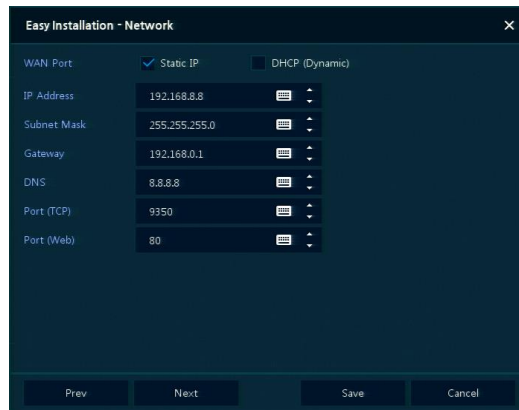 Easy Installation - Network
WAN Port Static IP DHCP (Dynamic)
IP Address 192.168.8.8
Subnet Mask 255.255.255.0
Gateway 192.168.0.1
DNS 8.8.8.8
Port (TCP) 9350
Port (Web) 80
Prev Next Save Cancel